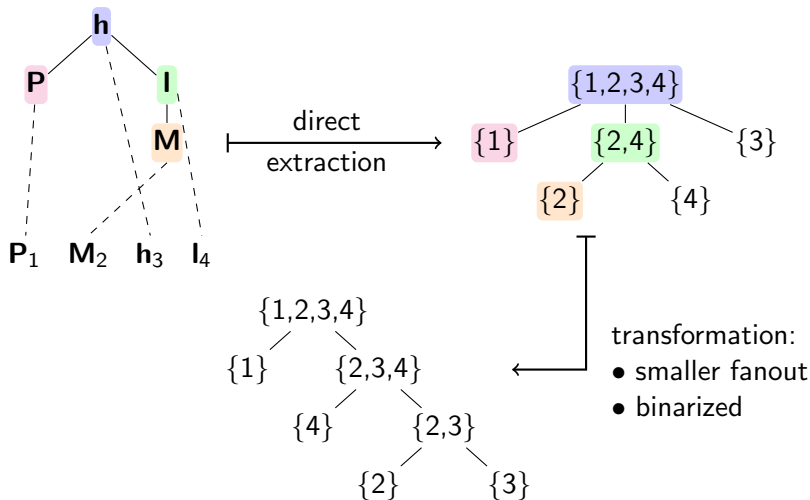 h
P l
M
P₁ M₂ h₃ l₄
direct
extraction
{1,2,3,4}
{1} {2,4} {3}
{2} {4}
{1,2,3,4}
{1} {2,3,4}
{4} {2,3}
{2} {3}
transformation:
• smaller fanout
• binarized